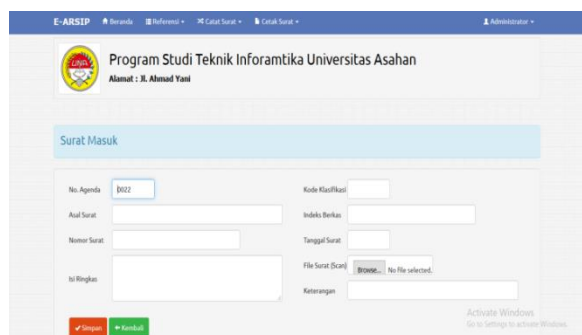 E-ARSIP Beranda Referensi Catat Surat Cetak Surat Administrator
UNA
Program Studi Teknik Inforamtika Universitas Asahan
Alamat : Jl. Ahmad Yani
Surat Masuk
No. Agenda 0022 Kode Klasifikasi
Asal Surat Indeks Berkas
Nomor Surat Tanggal Surat
Isi Ringkas File Surat (Scan) Browse... No file selected.
Keterangan
Simpan Kembali
Activate Windows
Go to Settings to activate Windows.